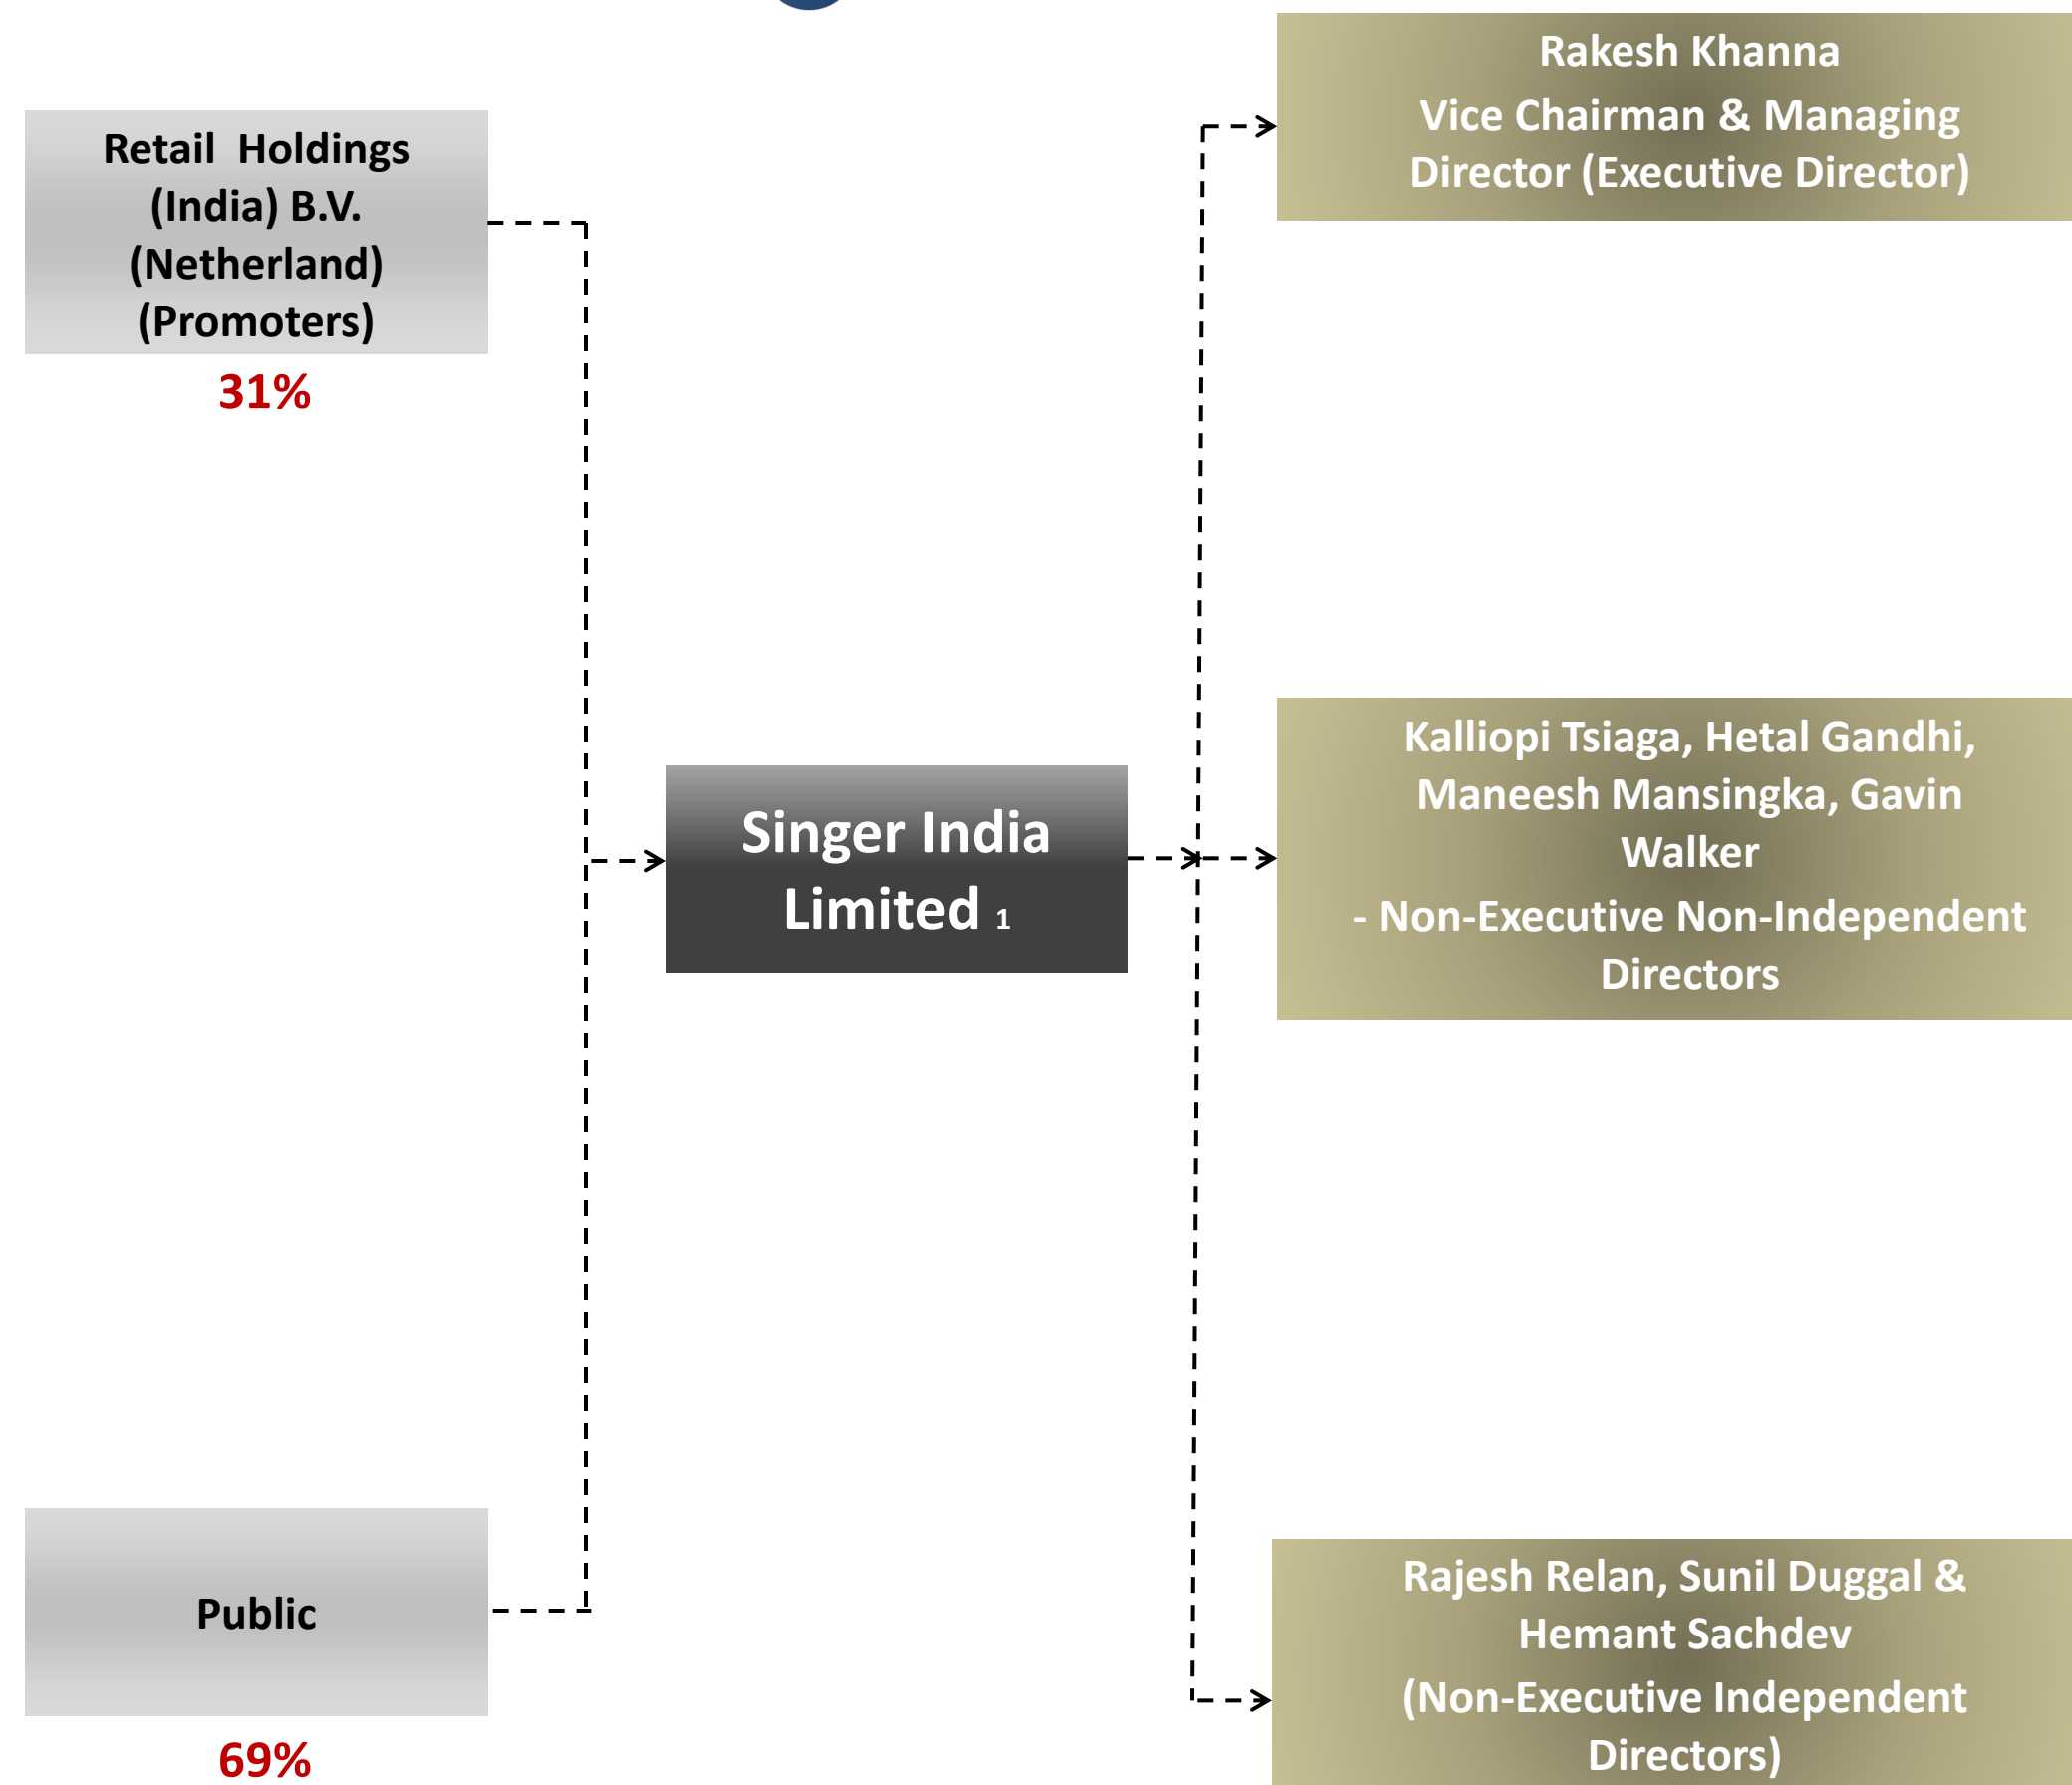 Retail Holdings
(India) B.V.
(Netherland)
(Promoters)
31%
Public
69%
Singer India
Limited 1
Rakesh Khanna
Vice Chairman & Managing
Director (Executive Director)
Kalliopi Tsiaga, Hetal Gandhi,
Maneesh Mansingka, Gavin
Walker
- Non-Executive Non-Independent
Directors
Rajesh Relan, Sunil Duggal &
Hemant Sachdev
(Non-Executive Independent
Directors)